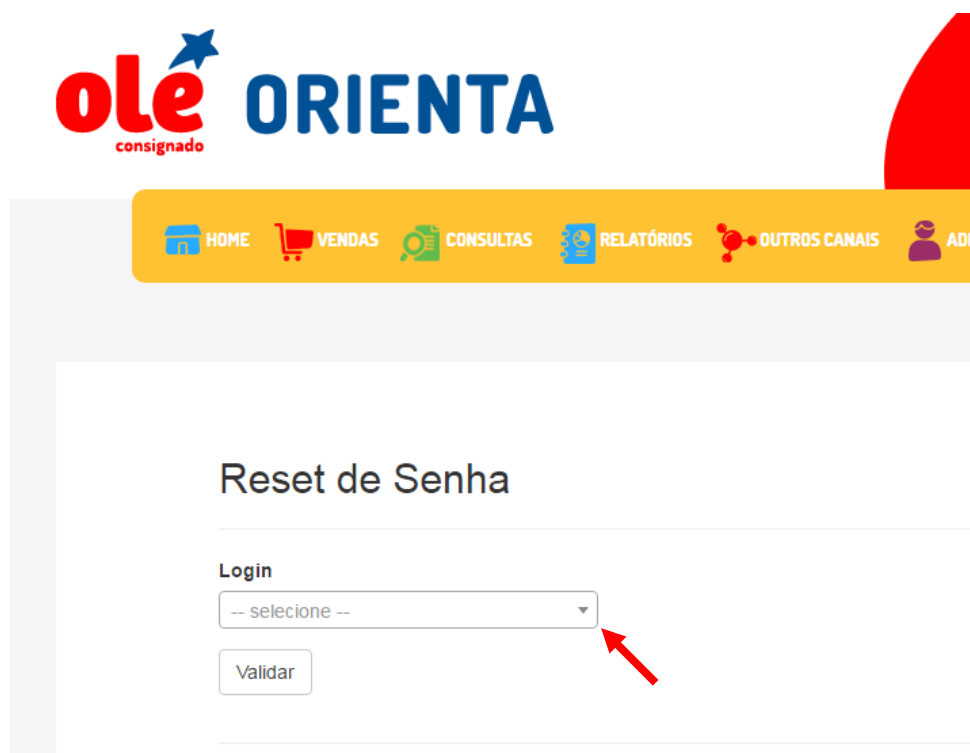 olé
consignado
ORIENTA
HOME VENDAS CONSULTAS RELATÓRIOS OUTROS CANAIS
Reset de Senha
Login
-- selecione --
Validar